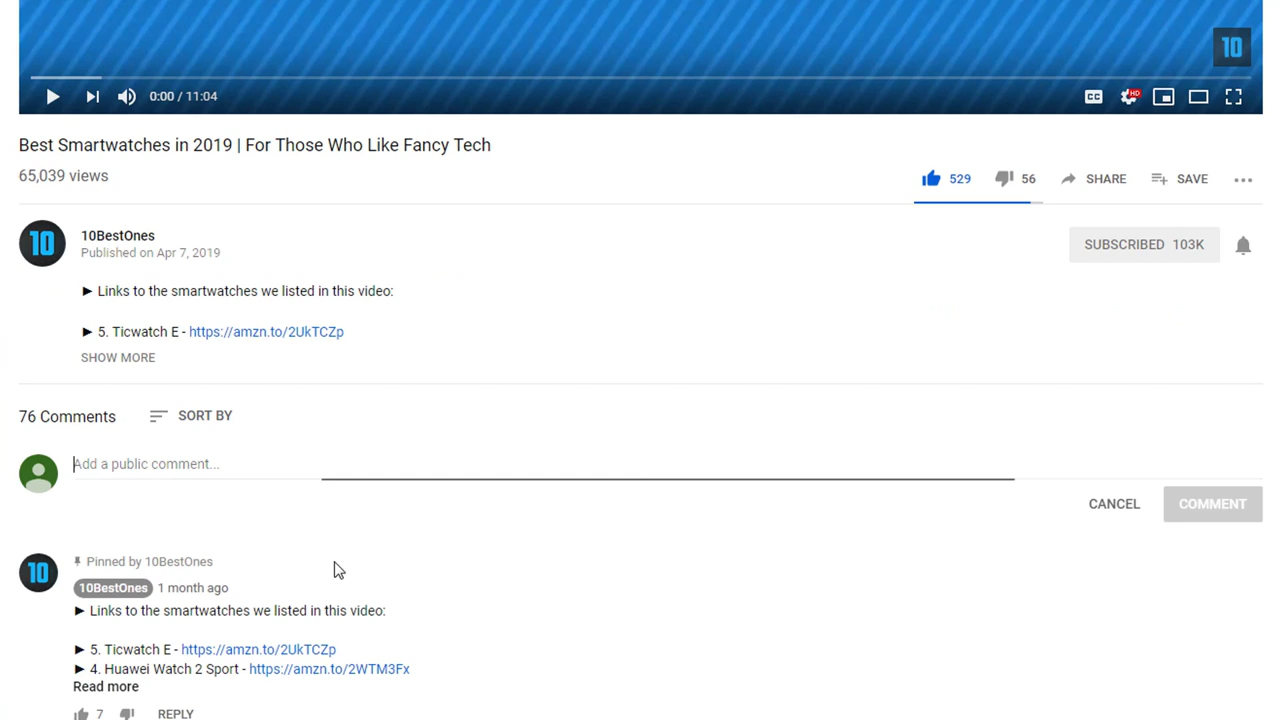 10
0:00 / 11:04
CC
HD
Best Smartwatches in 2019 | For Those Who Like Fancy Tech
65,039 views
529
56
SHARE
SAVE
10
10BestOnes
Published on Apr 7, 2019
SUBSCRIBED 103K
► Links to the smartwatches we listed in this video:
► 5. Ticwatch E - https://amzn.to/2UkTCZp
SHOW MORE
76 Comments
SORT BY
Add a public comment...
CANCEL
COMMENT
10
Pinned by 10BestOnes
10BestOnes 1 month ago
► Links to the smartwatches we listed in this video:
► 5. Ticwatch E - https://amzn.to/2UkTCZp
► 4. Huawei Watch 2 Sport - https://amzn.to/2WTM3Fx
Read more
7
REPLY